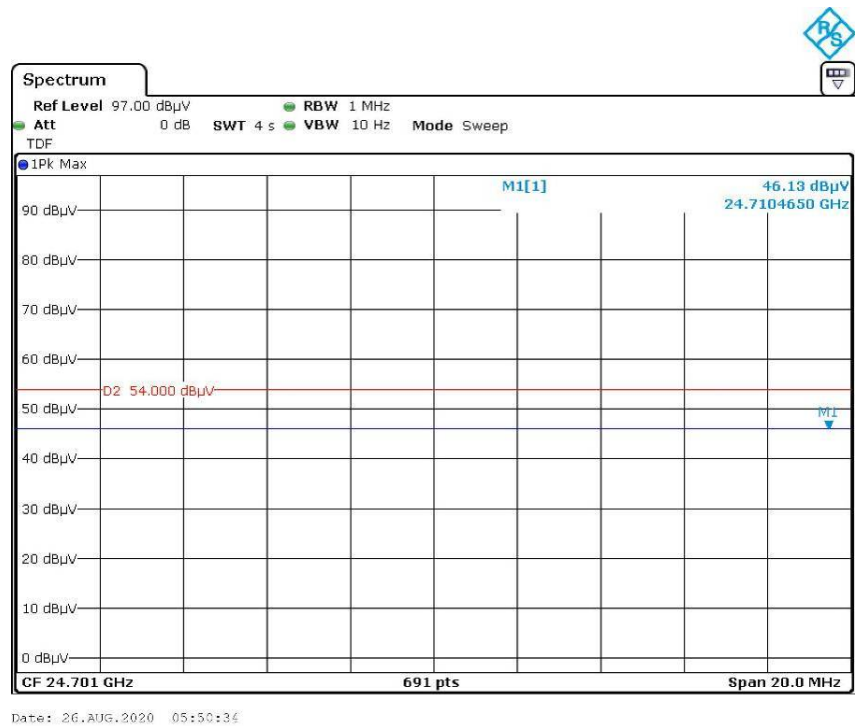 R&S
Spectrum
Ref Level 97.00 dBµV RBW 1 MHz
Att 0 dB SWT 4 s VBW 10 Hz Mode Sweep
TDF
1Pk Max
M1[1] 46.13 dBµV
24.7104650 GHz
90 dBµV
80 dBµV
70 dBµV
60 dBµV
D2 54.000 dBµV
50 dBµV
M1
40 dBµV
30 dBµV
20 dBµV
10 dBµV
0 dBµV
CF 24.701 GHz 691 pts Span 20.0 MHz
Date: 26.AUG.2020 05:50:34